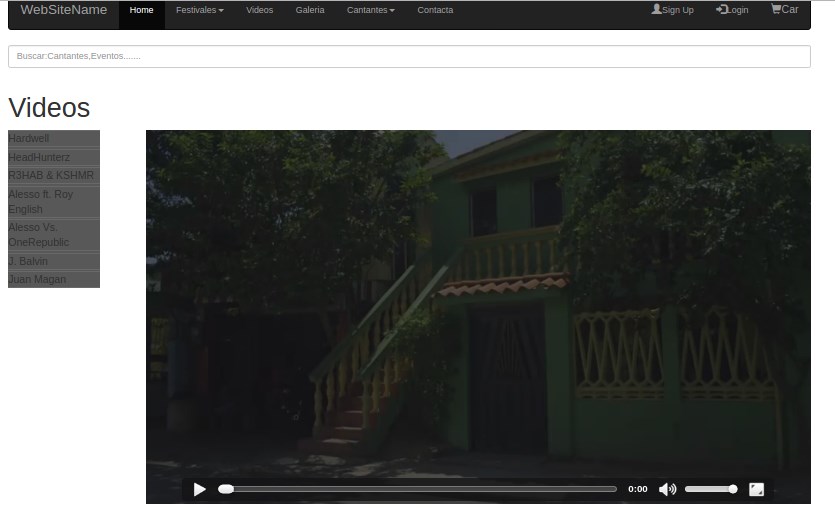 WebSiteName Home Festivales Videos Galeria Cantantes Contacta Sign Up Login Car
Buscar:Cantantes,Eventos.......
Videos
Hardwell
HeadHunterz
R3HAB & KSHMR
Alesso ft. Roy
English
Alesso Vs.
OneRepublic
J. Balvin
Juan Magan
0:00